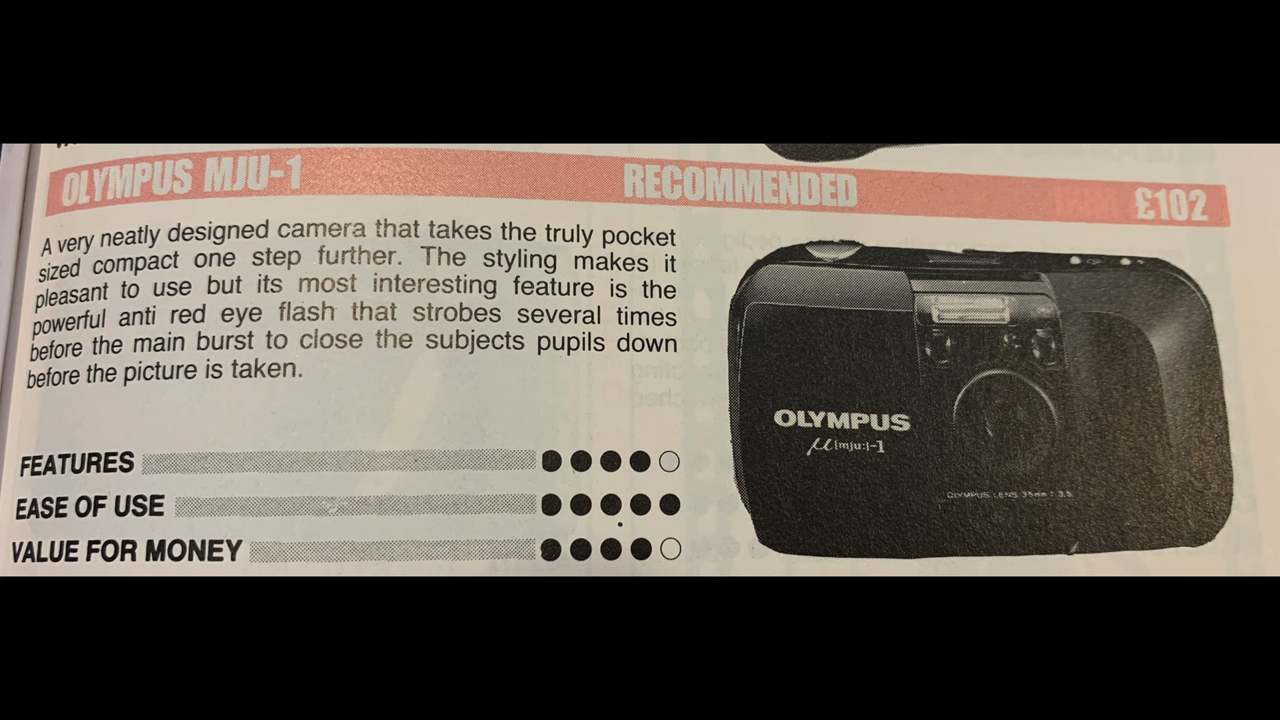 OLYMPUS MJU-1 RECOMMENDED £102
A very neatly designed camera that takes the truly pocket
sized compact one step further. The styling makes it
pleasant to use but its most interesting feature is the
powerful anti red eye flash that strobes several times
before the main burst to close the subjects pupils down
before the picture is taken.
FEATURES
EASE OF USE
VALUE FOR MONEY
OLYMPUS
μ[mju:]-1
OLYMPUS LENS 35mm 1:3.5